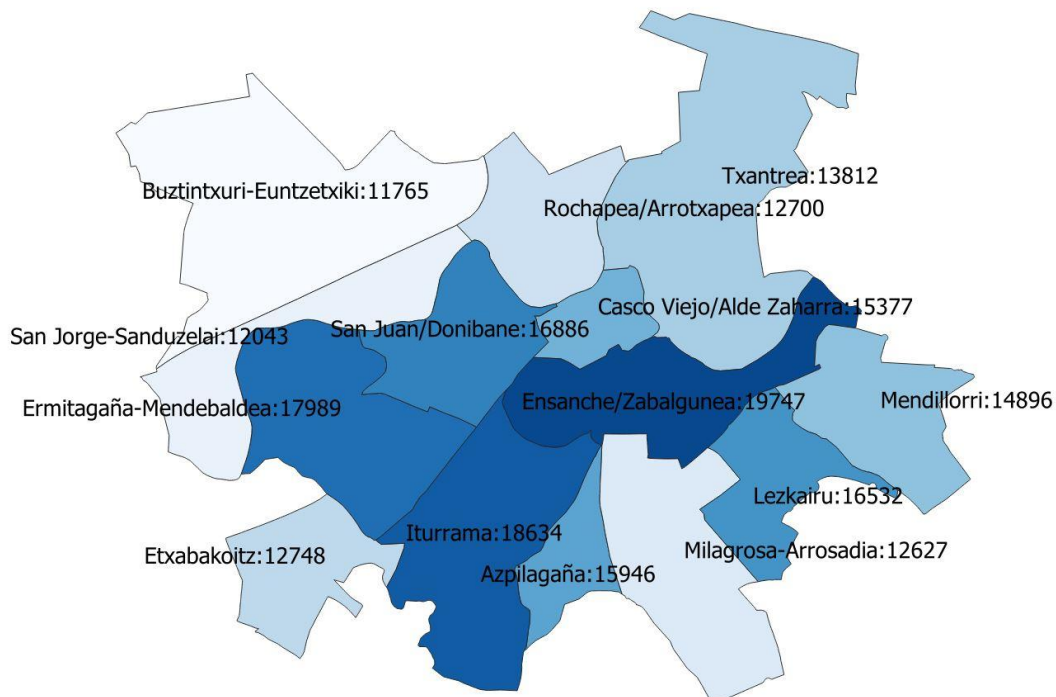 Txantrea:13812
Buztintxuri-Euntzetxiki:11765
Rochapea/Arrotxapea:12700
Casco Viejo/Alde Zaharra:15377
San Juan/Donibane:16886
San Jorge-Sanduzelai:12043
Ermitagaña-Mendebaldea:17989
Ensanche/Zabalgunea:19747
Mendillorri:14896
Lezkairu:16532
Iturrama:18634
Milagrosa-Arrosadia:12627
Etxabakoitz:12748
Azpilagaña:15946